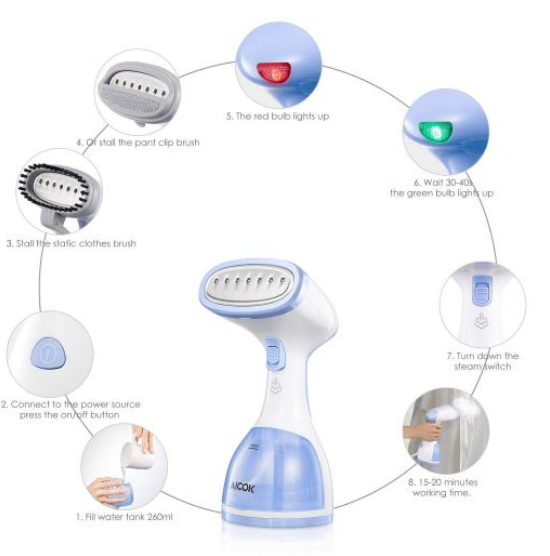 1. Fill water tank 260ml
2. Connect to the power source
press the on/off button
3. Stall the static clothes brush
4. Or stall the pant clip brush
5. The red bulb lights up
6. Wait 30-40s
the green bulb lights up
7. Turn down the
steam switch
8. 15-20 minutes
working time.
AICOK